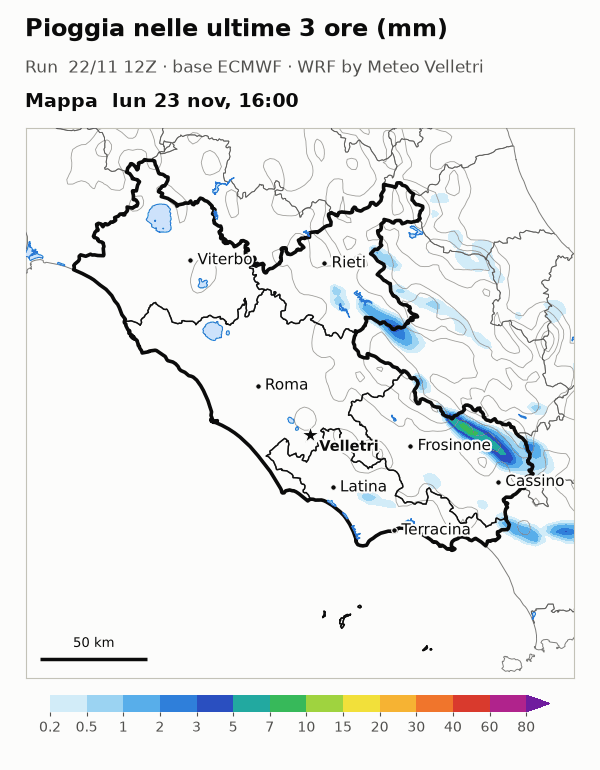 Pioggia nelle ultime 3 ore (mm)
Run  22/11 12Z · base ECMWF · WRF by Meteo Velletri
Mappa  lun 23 nov, 16:00
Viterbo
Rieti
Roma
Velletri
Frosinone
Cassino
Latina
Terracina
50 km
0.2 0.5 1 2 3 5 7 10 15 20 30 40 60 80